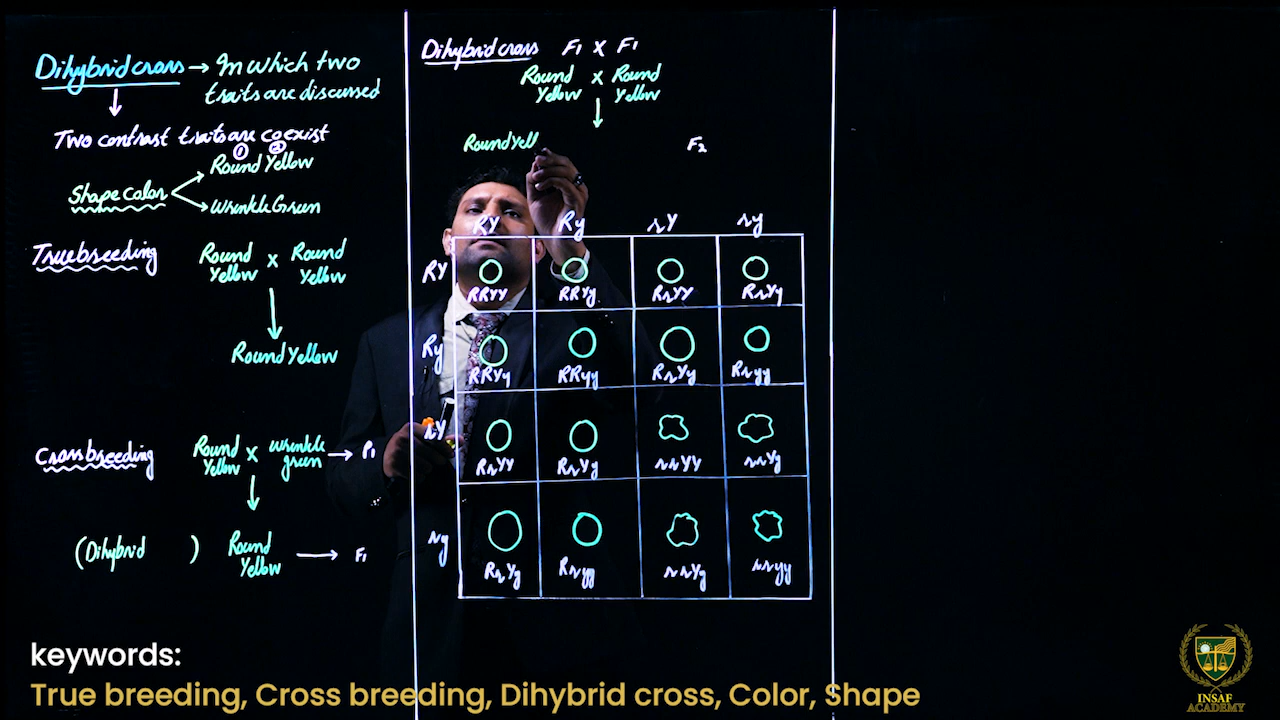 Dihybrid cross → In which two
traits are discussed
Two contrast traits are coexist
① ②
Shape color
Round Yellow
Wrinkle Green
True breeding
Round Yellow X Round Yellow
Round Yellow
Cross breeding
Round Yellow X Wrinkle green → P1
(Dihybrid )
Round Yellow → F1
Dihybrid cross F1 X F1
Round Yellow X Round Yellow
Round Yell
F2
RY Ry rY ry
RY RRYY RRYy RrYY RrYy
Ry RRYy RRyy RrYy Rryy
rY RrYY RrYy rrYY rrYy
ry RrYy Rryy rrYy rryy
keywords:
True breeding, Cross breeding, Dihybrid cross, Color, Shape
INSAF
ACADEMY